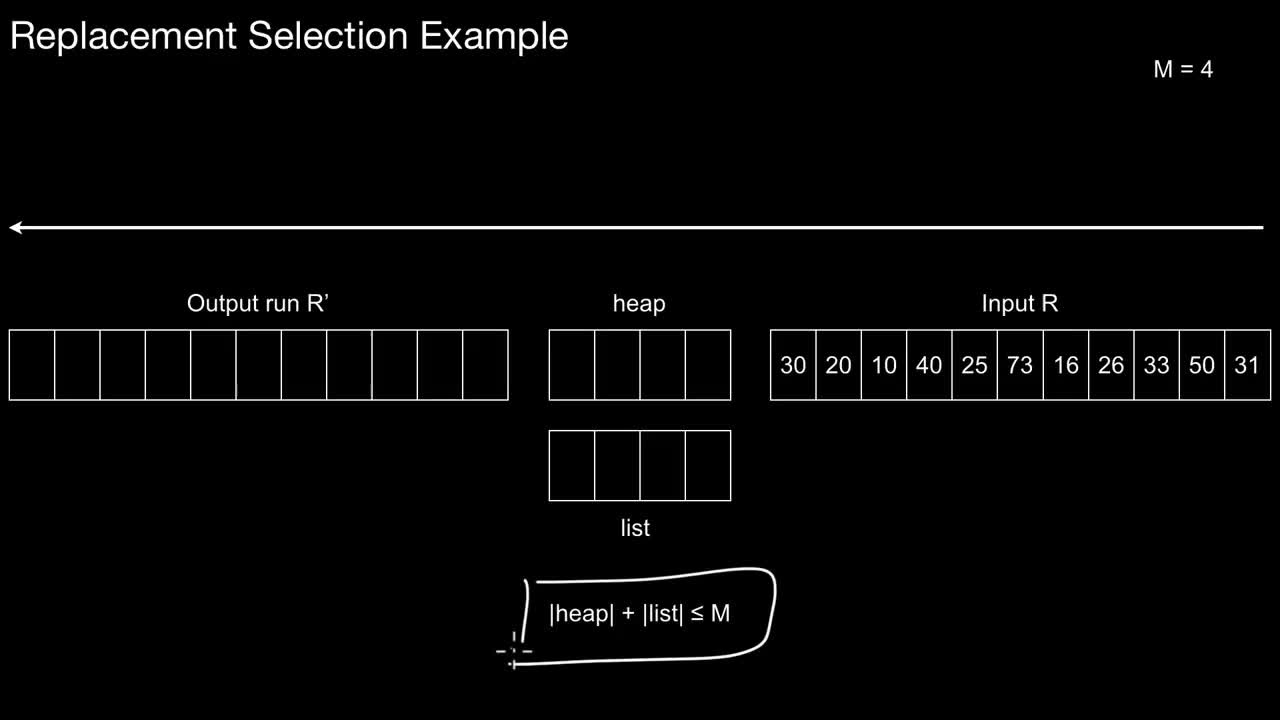 Replacement Selection Example
M = 4
Output run R’
heap
Input R
30 20 10 40 25 73 16 26 33 50 31
list
|heap| + |list| ≤ M